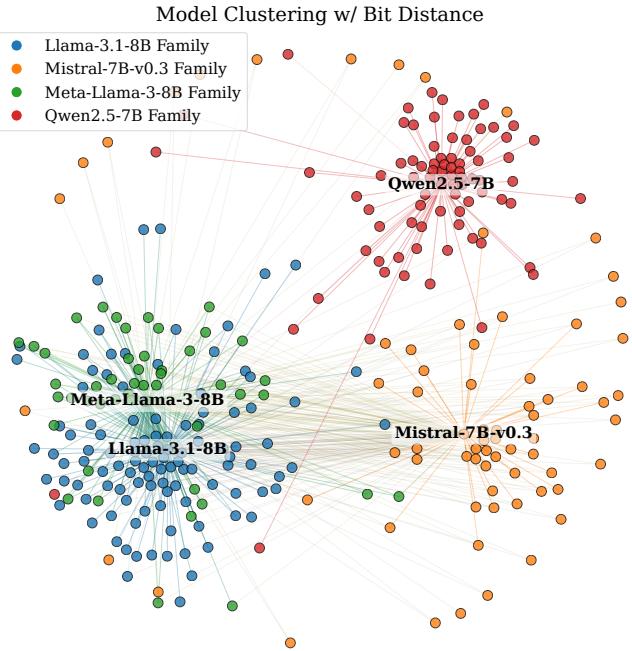 Model Clustering w/ Bit Distance
Llama-3.1-8B Family
Mistral-7B-v0.3 Family
Meta-Llama-3-8B Family
Qwen2.5-7B Family
Qwen2.5-7B
Meta-Llama-3-8B
Mistral-7B-v0.3
Llama-3.1-8B